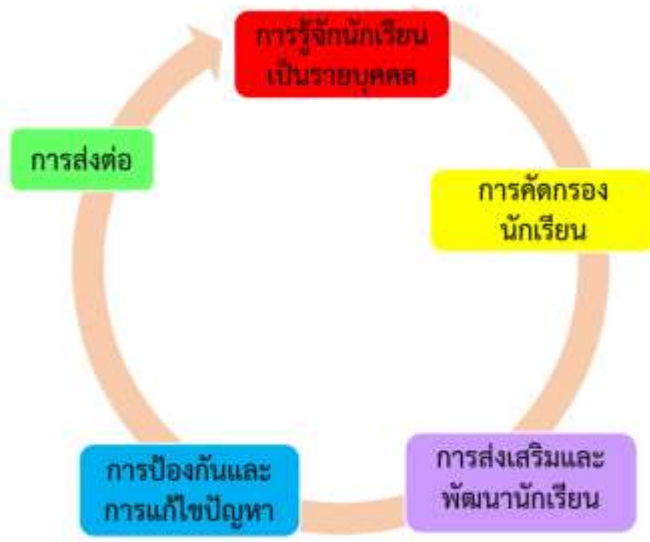 การรู้จักนักเรียน
เป็นรายบุคคล
การคัดกรอง
นักเรียน
การส่งเสริมและ
พัฒนานักเรียน
การป้องกันและ
การแก้ไขปัญหา
การส่งต่อ